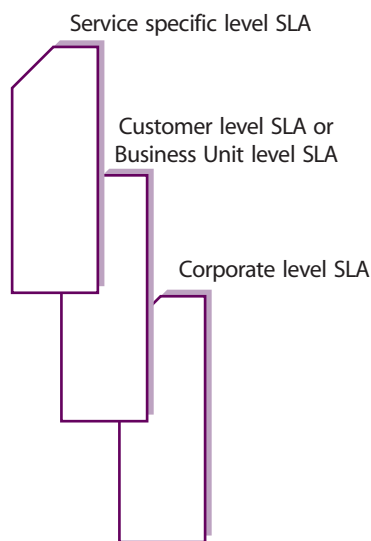 Service specific level SLA
Customer level SLA or
Business Unit level SLA
Corporate level SLA